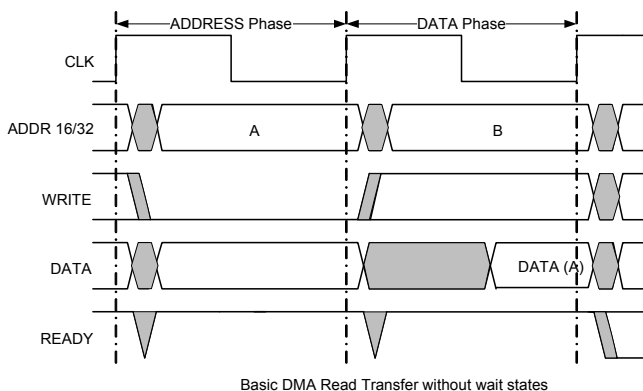 ADDRESS Phase DATA Phase
CLK
ADDR 16/32 A B
WRITE
DATA DATA (A)
READY
Basic DMA Read Transfer without wait states